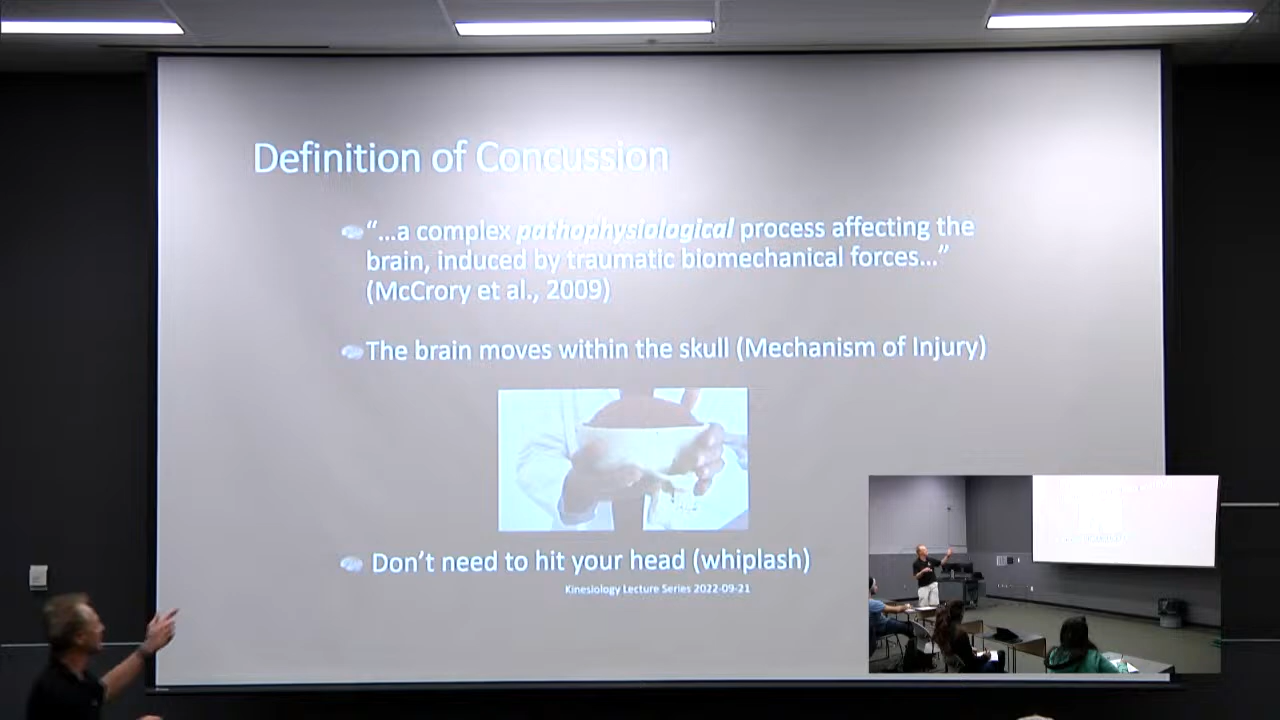 Definition of Concussion
“...a complex pathophysiological process affecting the
brain, induced by traumatic biomechanical forces...”
(McCrory et al., 2009)
The brain moves within the skull (Mechanism of Injury)
Don't need to hit your head (whiplash)
Kinesiology Lecture Series 2022-09-21